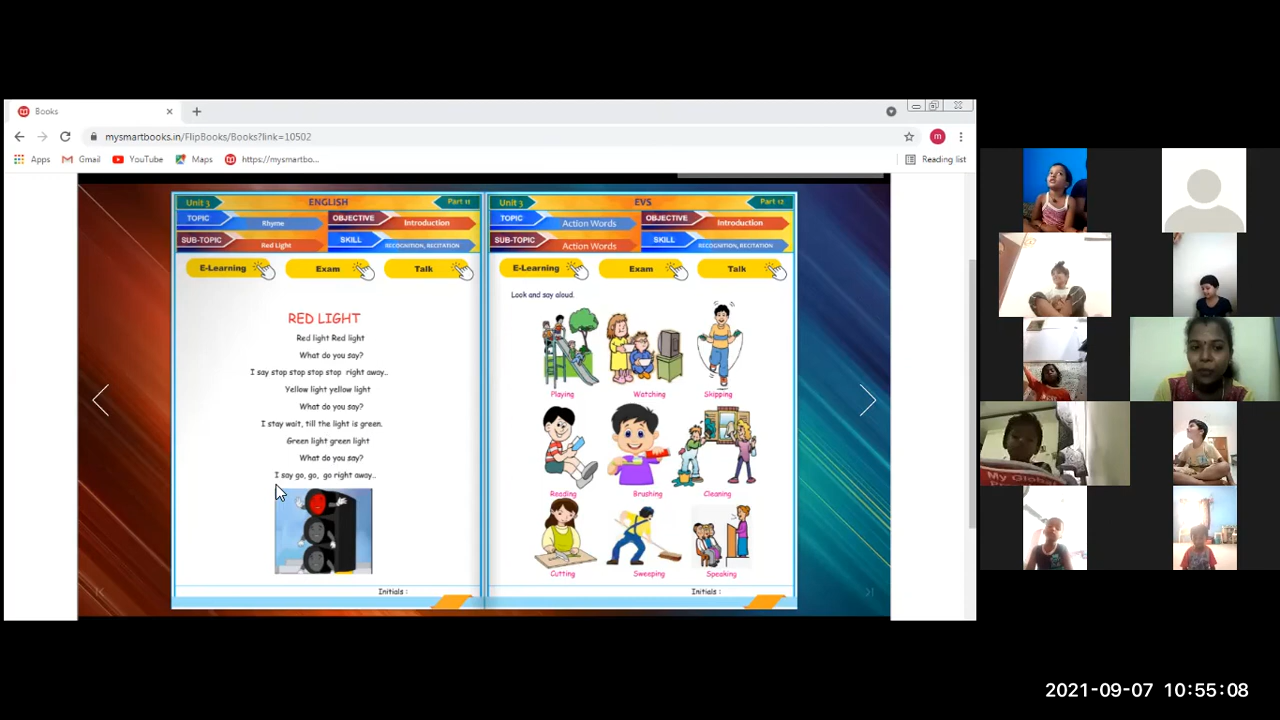 Books
mysmartbooks.in/FlipBooks/Books?link=10502
m
Apps
Gmail
YouTube
Maps
https://mysmartbo...
Reading list
Unit 3
ENGLISH
Part 11
TOPIC
Rhyme
OBJECTIVE
Introduction
SUB-TOPIC
Red Light
SKILL
RECOGNITION, RECITATION
E-Learning
Exam
Talk
RED LIGHT
Red light Red light
What do you say?
I say stop stop stop stop right away..
Yellow light yellow light
What do you say?
I stay wait, till the light is green.
Green light green light
What do you say?
I say go, go, go right away..
Initials :
Unit 3
EVS
Part 12
TOPIC
Action Words
OBJECTIVE
Introduction
SUB-TOPIC
Action Words
SKILL
RECOGNITION, RECITATION
E-Learning
Exam
Talk
Look and say aloud.
Playing
Watching
Skipping
Reading
Brushing
Cleaning
Cutting
Sweeping
Speaking
Initials :
My Global
2021-09-07 10:55:08